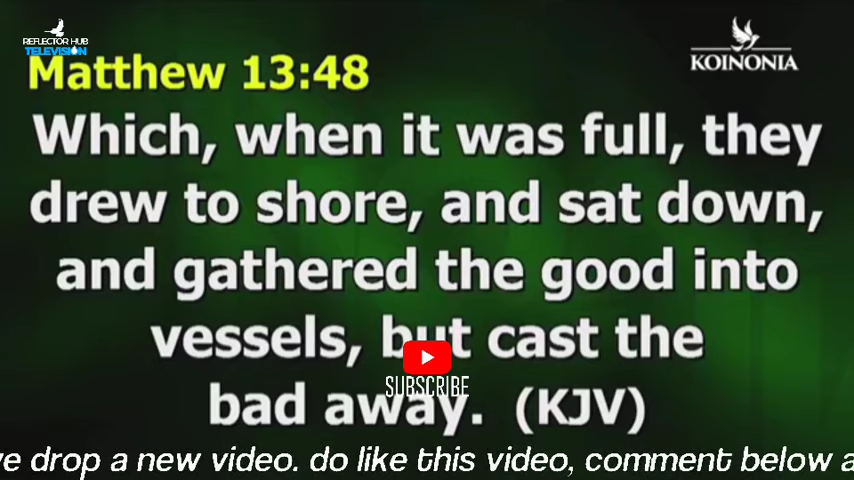 REFLECTOR HUB
TELEVISION
KOINONIA
Matthew 13:48
Which, when it was full, they
drew to shore, and sat down,
and gathered the good into
vessels, but cast the
SUBSCRIBE
bad away. (KJV)
drop a new video. do like this video, comment below